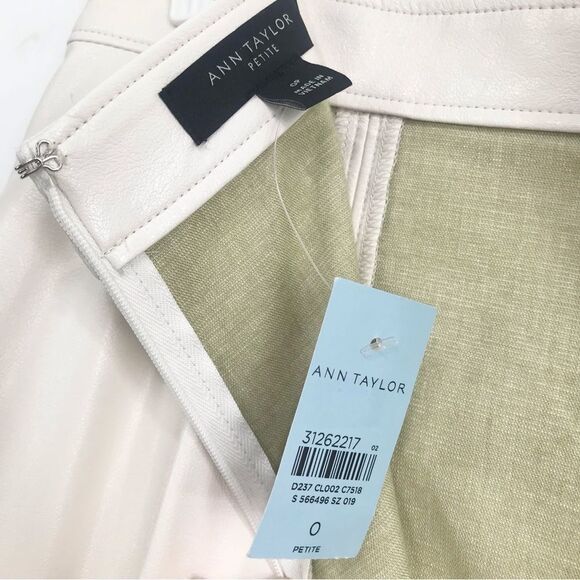 ANN TAYLOR
PETITE
0P
MADE IN
VIETNAM
ANN TAYLOR
31262217
02
D237 CL002 C7518
S 566496 SZ 019
0
PETITE